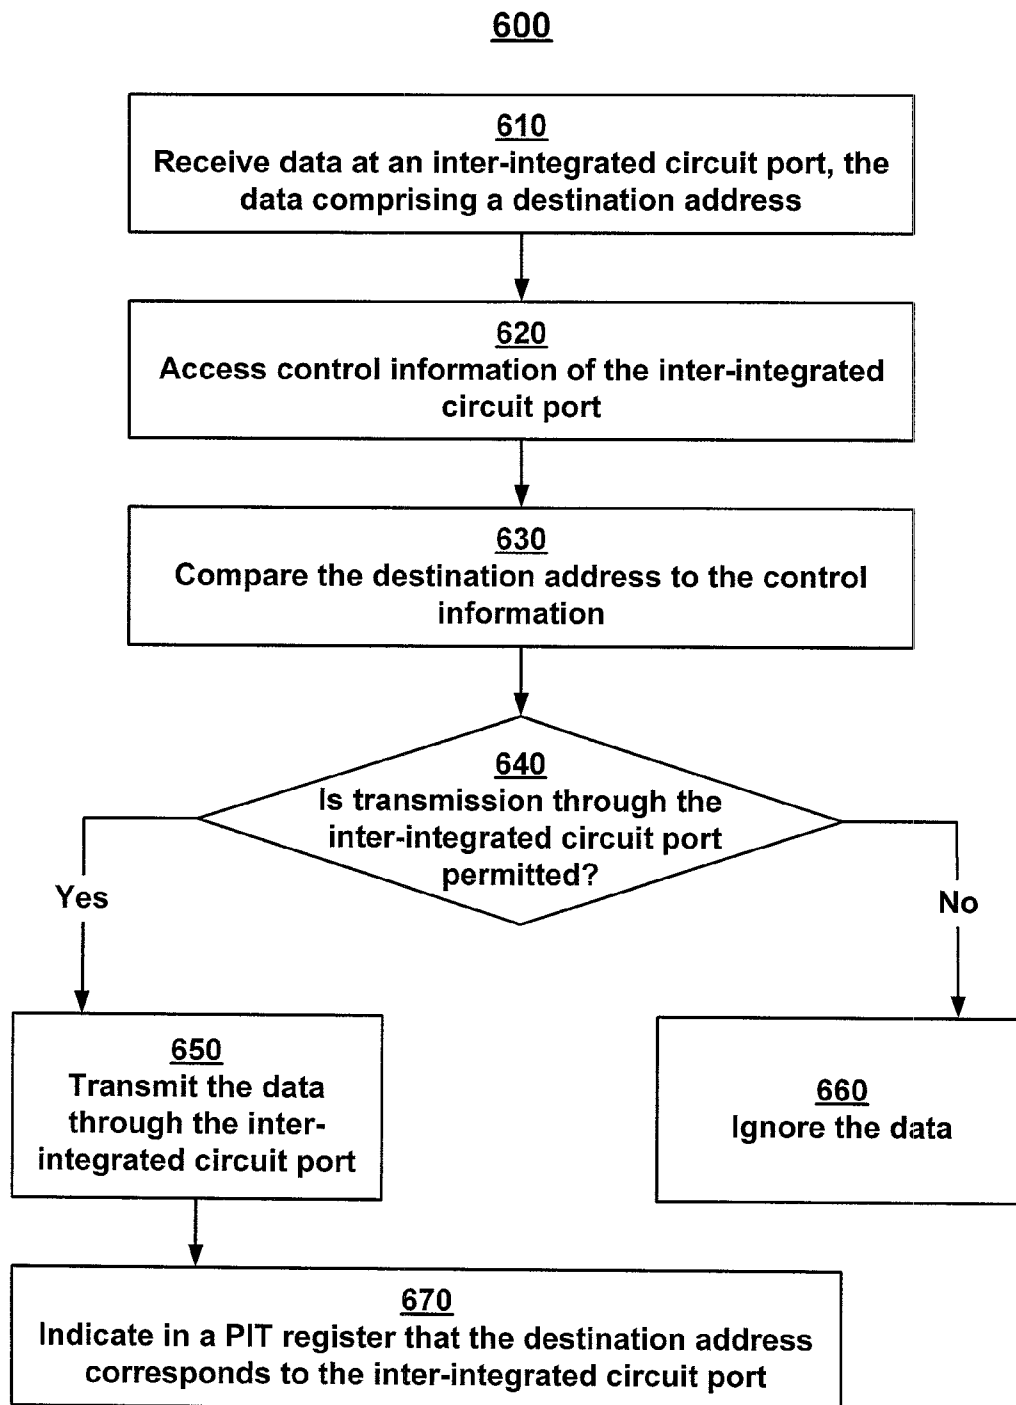 600
610
Receive data at an inter-integrated circuit port, the
data comprising a destination address
620
Access control information of the inter-integrated
circuit port
630
Compare the destination address to the control
information
640
Is transmission through the
inter-integrated circuit port
permitted?
Yes
No
650
Transmit the data
through the inter-
integrated circuit port
660
Ignore the data
670
Indicate in a PIT register that the destination address
corresponds to the inter-integrated circuit port